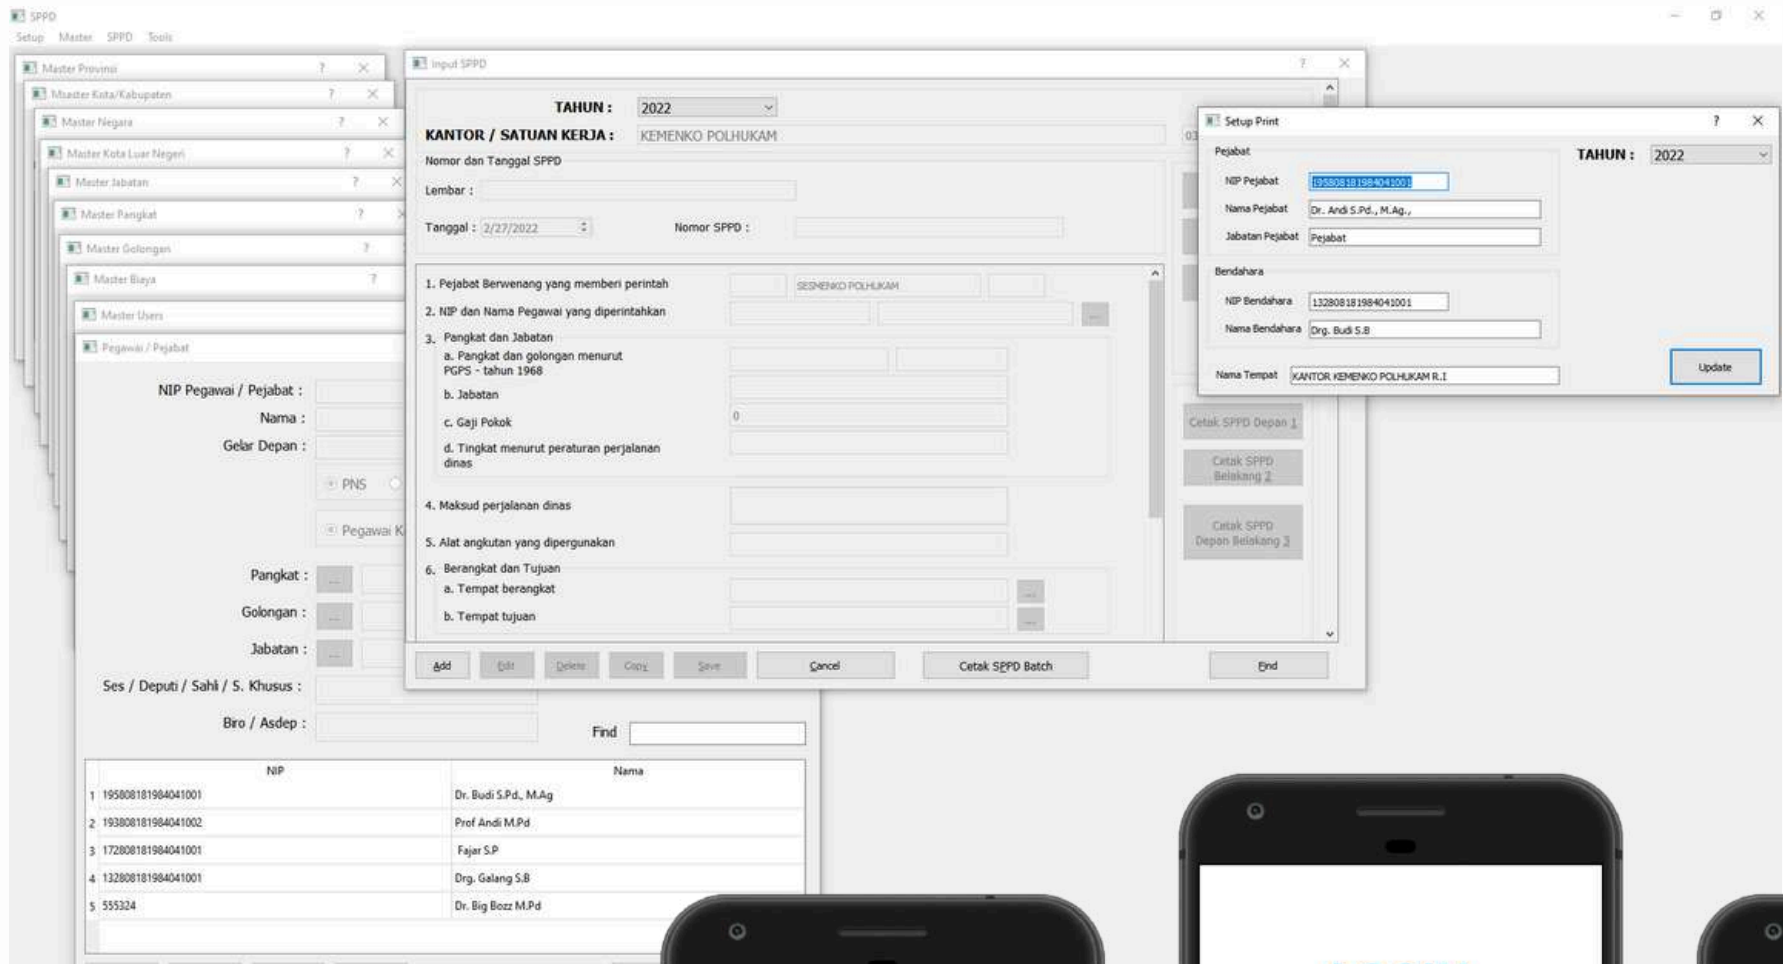 SPPD
Setup Master SPPD Tools
Master Provinsi ?
Msaster Kota/Kabupaten ?
Master Negara ?
Master Kota Luar Negeri ?
Master Jabatan ?
Master Pangkat ?
Master Golongan ?
Master Biaya ?
Master Users
Pegawai / Pejabat
NIP Pegawai / Pejabat :
Nama :
Gelar Depan :
PNS
Pegawai K
Pangkat : ...
Golongan : ...
Jabatan : ...
Ses / Deputi / Sahli / S. Khusus :
Biro / Asdep :
Find
NIP Nama
1 195808181984041001 Dr. Budi S.Pd., M.Ag
2 193808181984041002 Prof Andi M.Pd
3 172808181984041001 Fajar S.P
4 132808181984041001 Drg. Galang S.B
5 555324 Dr. Big Bozz M.Pd
Input SPPD ?
TAHUN : 2022
KANTOR / SATUAN KERJA : KEMENKO POLHUKAM 03
Nomor dan Tanggal SPPD
Lembar :
Tanggal : 2/27/2022 Nomor SPPD :
1. Pejabat Berwenang yang memberi perintah SESMENKO POLHUKAM
2. NIP dan Nama Pegawai yang diperintahkan ...
3. Pangkat dan Jabatan
a. Pangkat dan golongan menurut
PGPS - tahun 1968
b. Jabatan
c. Gaji Pokok 0
d. Tingkat menurut peraturan perjalanan
dinas
4. Maksud perjalanan dinas
5. Alat angkutan yang dipergunakan
6. Berangkat dan Tujuan
a. Tempat berangkat ...
b. Tempat tujuan ...
Cetak SPPD Depan 1
Cetak SPPD
Belakang 2
Cetak SPPD
Depan Belakang 3
Add Edit Delete Copy Save Cancel Cetak SPPD Batch Find
Setup Print ?
Pejabat TAHUN : 2022
NIP Pejabat 195808181984041001
Nama Pejabat Dr. Andi S.Pd., M.Ag.,
Jabatan Pejabat Pejabat
Bendahara
NIP Bendahara 132808181984041001
Nama Bendahara Drg. Budi S.B
Nama Tempat KANTOR KEMENKO POLHUKAM R.I
Update